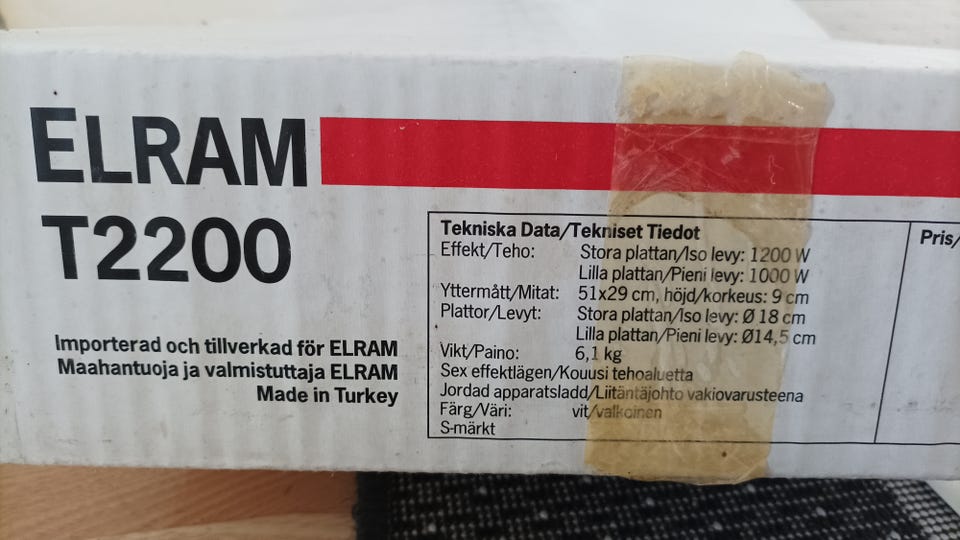 ELRAM
T2200
Importerad och tillverkad för ELRAM
Maahantuoja ja valmistuttaja ELRAM
Made in Turkey
Tekniska Data/Tekniset Tiedot
Effekt/Teho: Stora plattan/Iso levy: 1200 W
Lilla plattan/Pieni levy: 1000 W
Yttermått/Mitat: 51x29 cm, höjd/korkeus: 9 cm
Plattor/Levyt: Stora plattan/Iso levy: Ø 18 cm
Lilla plattan/Pieni levy: Ø14,5 cm
Vikt/Paino: 6,1 kg
Sex effektlägen/Kouusi tehoaluetta
Jordad apparatsladd/Liitäntäjohto vakiovarusteena
Färg/Väri: vit/valkoinen
S-märkt
Pris/